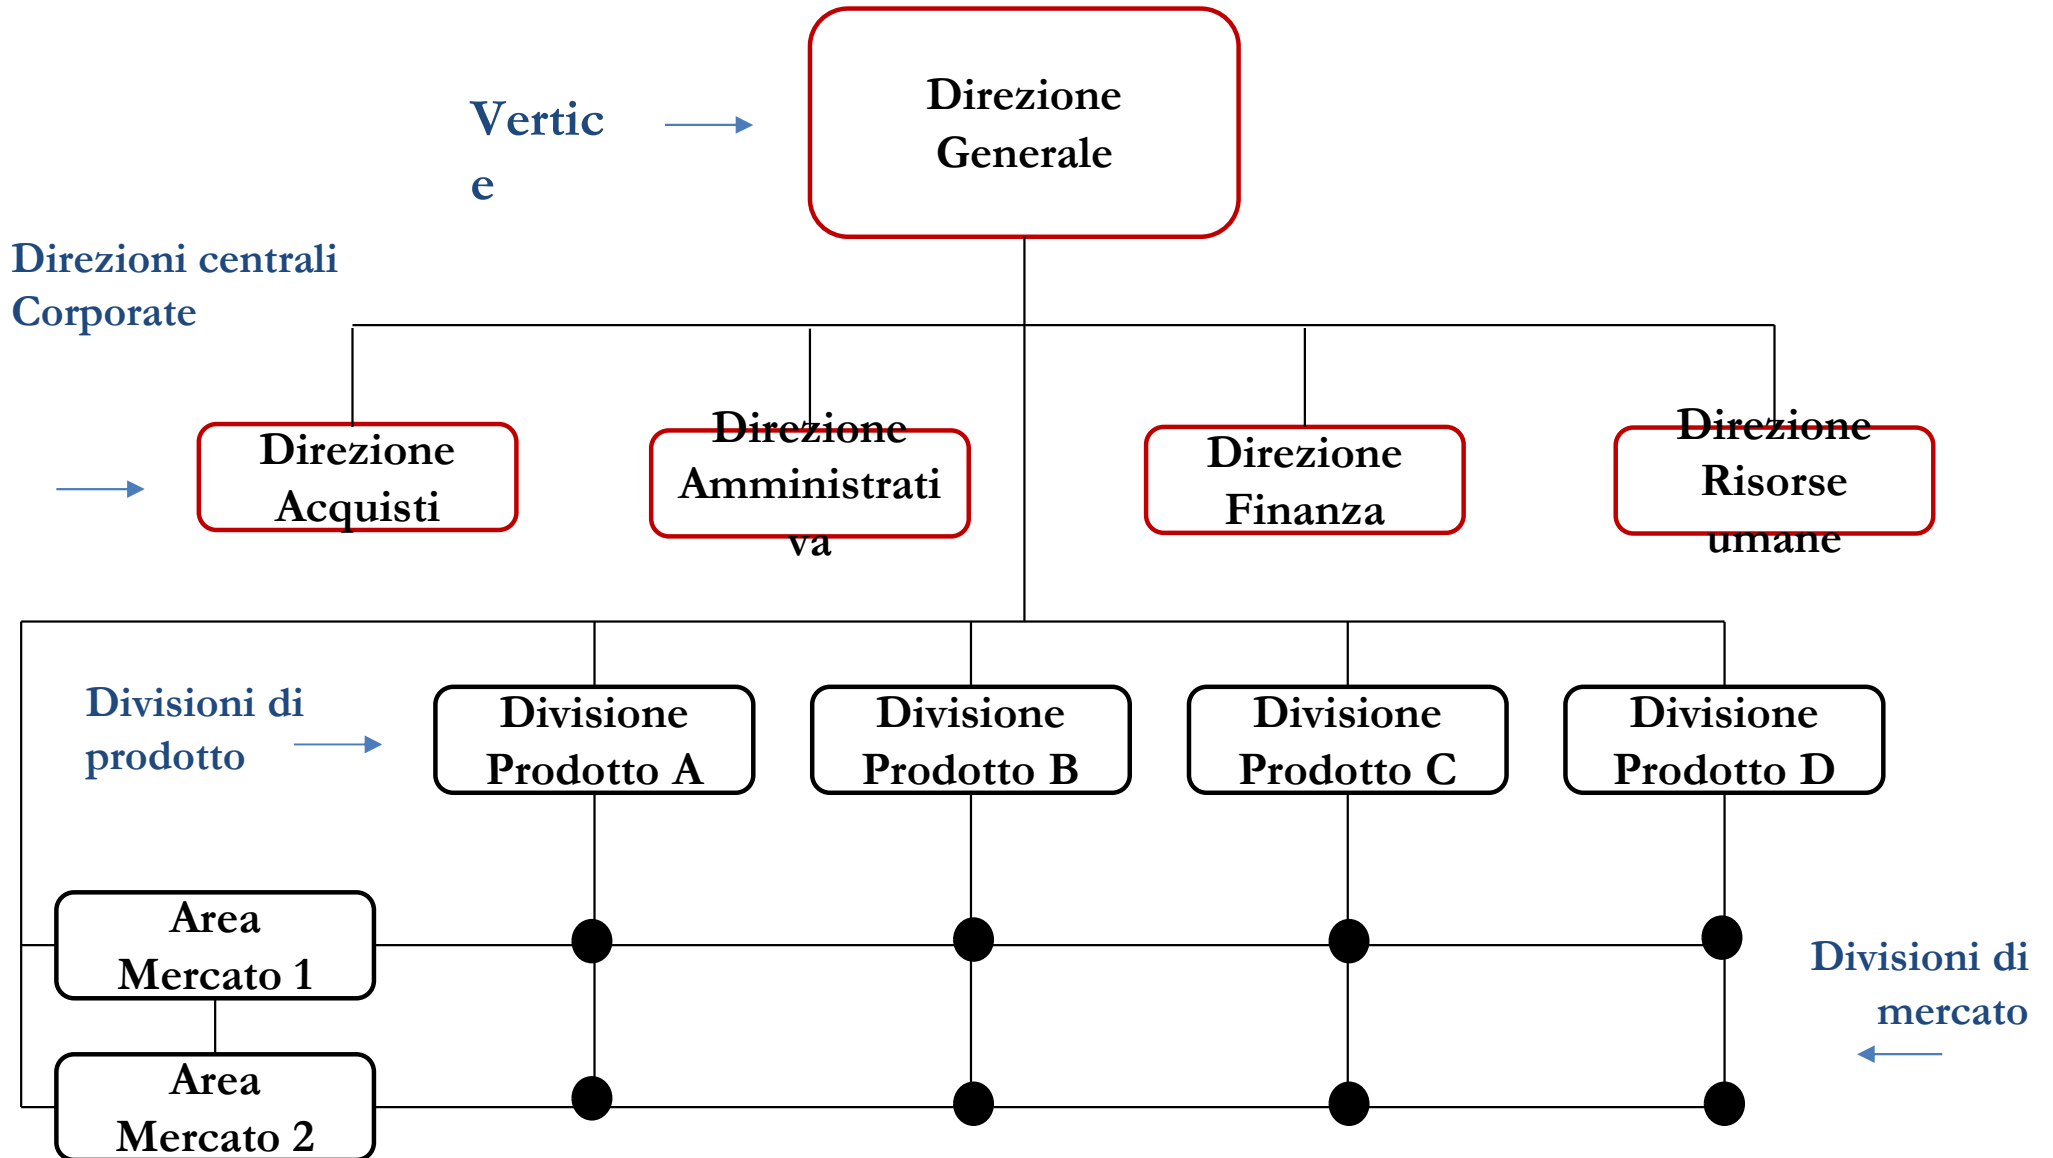 Direzione
Generale
Vertic
e
Direzioni centrali
Corporate
Direzione
Acquisti
Direzione
Amministrati
va
Direzione
Finanza
Direzione
Risorse
umane
Divisioni di
prodotto
Divisione
Prodotto A
Divisione
Prodotto B
Divisione
Prodotto C
Divisione
Prodotto D
Area
Mercato 1
Divisioni di
mercato
Area
Mercato 2